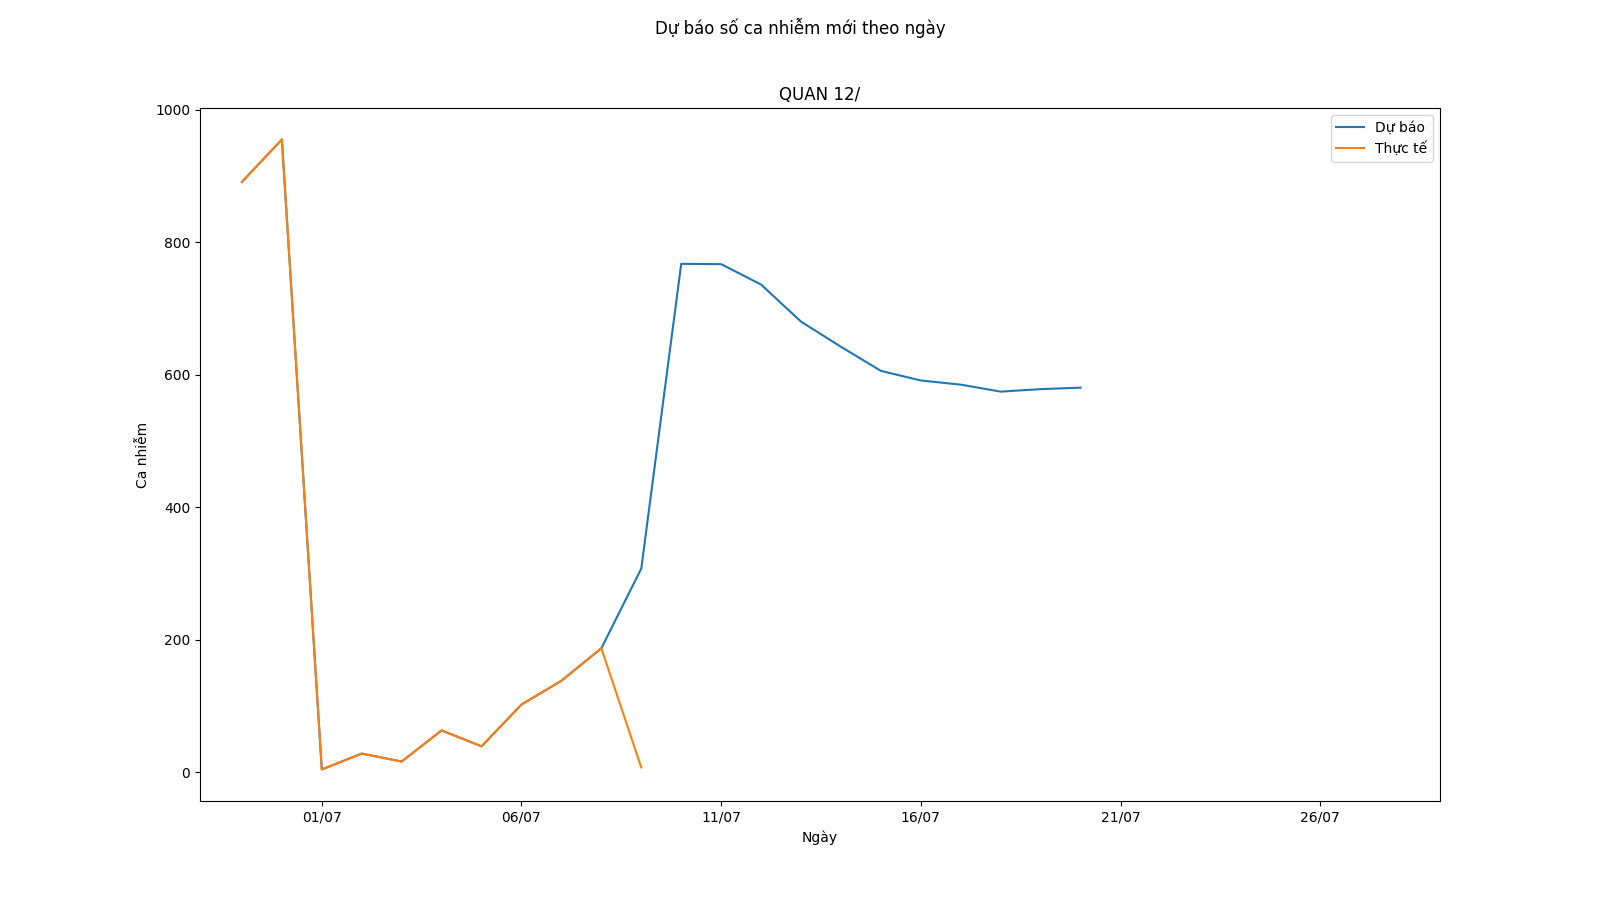 Dự báo số ca nhiễm mới theo ngày
QUAN 12/
Dự báo
Thực tế
1000
800
600
400
200
0
Ca nhiễm
01/07 06/07 11/07 16/07 21/07 26/07
Ngày